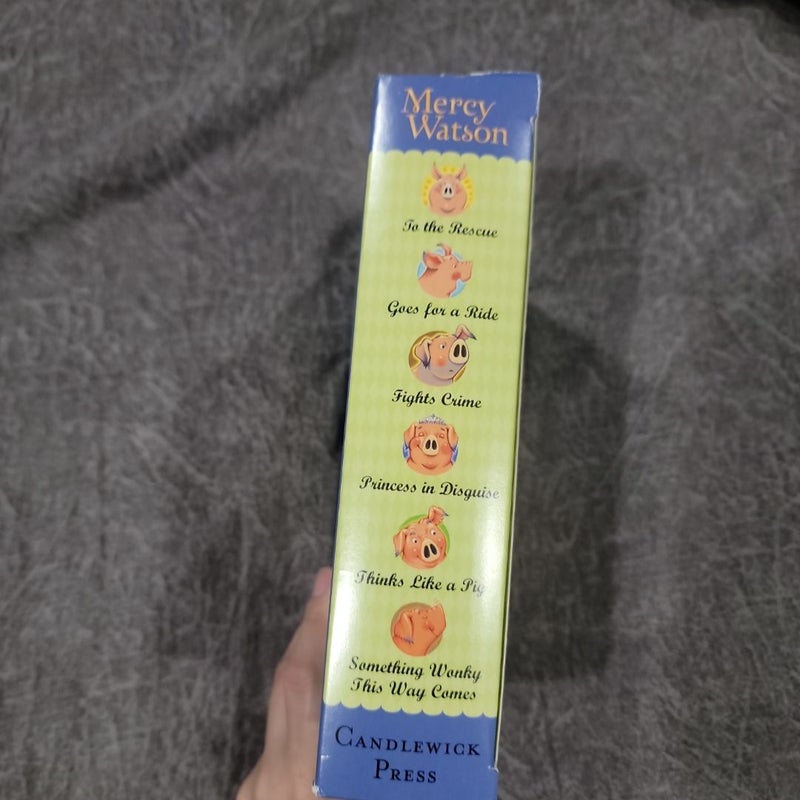 Mercy
Watson
To the Rescue
Goes for a Ride
Fights Crime
Princess in Disguise
Thinks Like a Pig
Something Wonky
This Way Comes
CANDLEWICK
PRESS